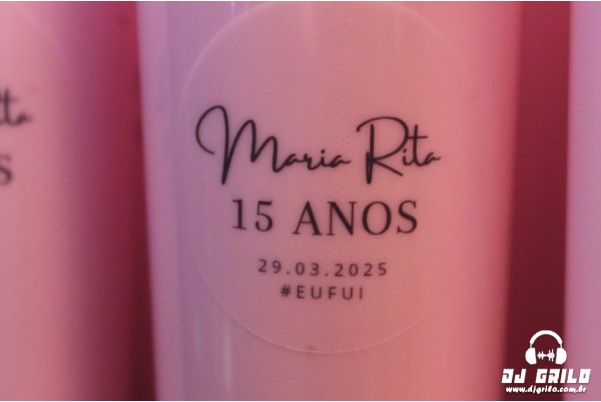 Maria Rita
15 ANOS
29.03.2025
#EUFUI
DJ GRILO
www.djgrilo.com.br